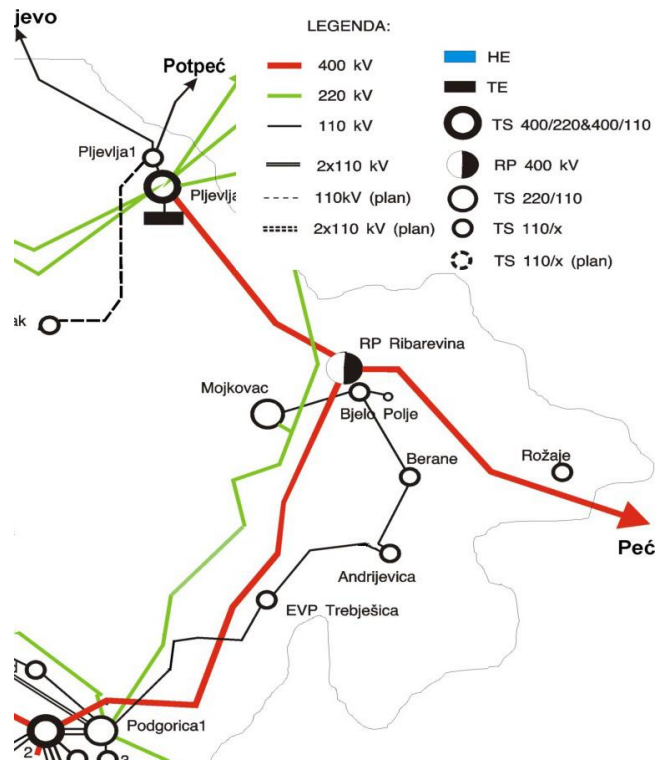 jevo
Potpeć
Pljevlja1
Pljevlja
LEGENDA:
400 kV
220 kV
110 kV
2x110 kV
110kV (plan)
2x110 kV (plan)
HE
TE
TS 400/220&400/110
RP 400 kV
TS 220/110
TS 110/x
TS 110/x (plan)
ak
RP Ribarevina
Mojkovac
Bjelo Polje
Berane
Rožaje
Peć
Andrijevica
EVP Trebješica
Podgorica1
2
3